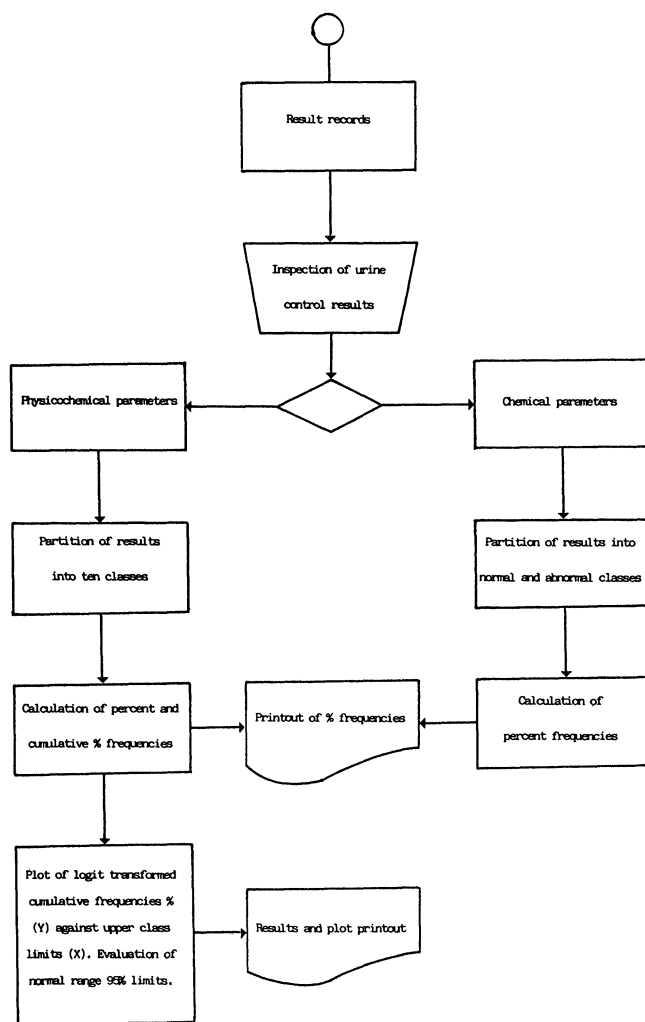 Result records
Inspection of urine
control results
Physicochemical parameters
Chemical parameters
Partition of results
into ten classes
Partition of results into
normal and abnormal classes
Calculation of percent and
cumulative % frequencies
Printout of % frequencies
Calculation of
percent frequencies
Plot of logit transformed
cumulative frequencies %
(Y) against upper class
limits (X). Evaluation of
normal range 95% limits.
Results and plot printout